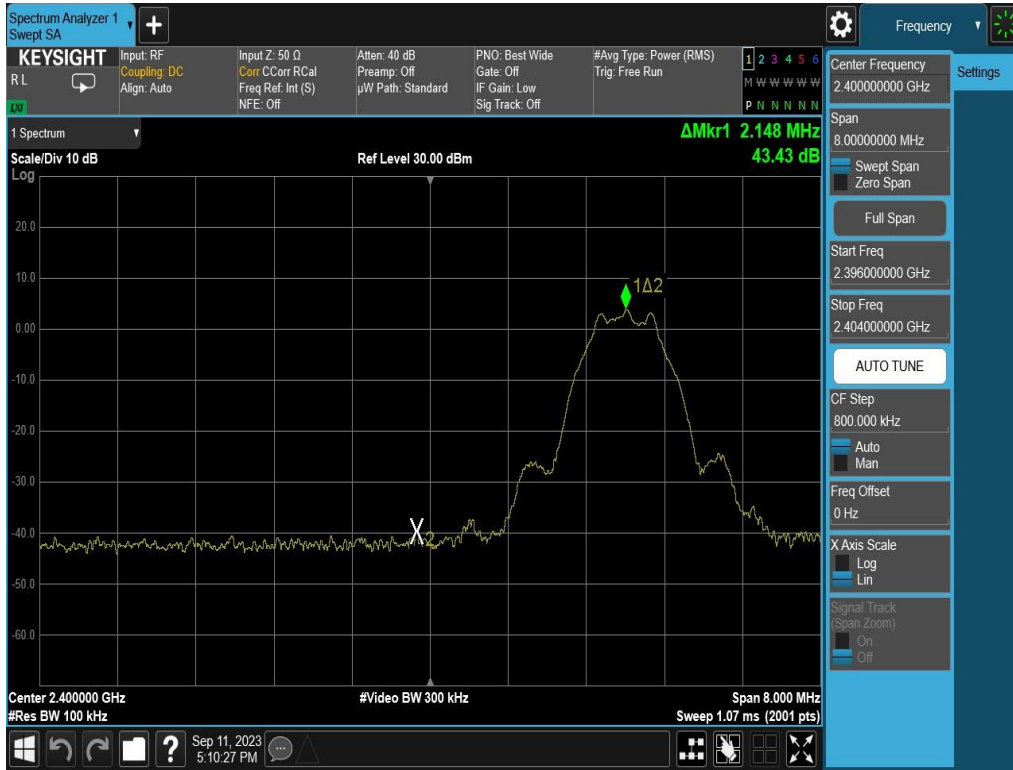 Spectrum Analyzer 1
Swept SA
Frequency
KEYSIGHT
R L
LXI
Input: RF
Coupling: DC
Align: Auto
Input Z: 50 Ω
Corr CCorr RCal
Freq Ref: Int (S)
NFE: Off
Atten: 40 dB
Preamp: Off
µW Path: Standard
PNO: Best Wide
Gate: Off
IF Gain: Low
Sig Track: Off
#Avg Type: Power (RMS)
Trig: Free Run
1 2 3 4 5 6
M W W W W W
P N N N N N
1 Spectrum
ΔMkr1 2.148 MHz
43.43 dB
Scale/Div 10 dB
Ref Level 30.00 dBm
Log
20.0
10.0
0.00
-10.0
-20.0
-30.0
-40.0
-50.0
-60.0
1Δ2
X2
Center 2.400000 GHz
#Video BW 300 kHz
Span 8.000 MHz
#Res BW 100 kHz
Sweep 1.07 ms (2001 pts)
Center Frequency
2.400000000 GHz
Settings
Span
8.00000000 MHz
Swept Span
Zero Span
Full Span
Start Freq
2.396000000 GHz
Stop Freq
2.404000000 GHz
AUTO TUNE
CF Step
800.000 kHz
Auto
Man
Freq Offset
0 Hz
X Axis Scale
Log
Lin
Signal Track
(Span Zoom)
On
Off
?
Sep 11, 2023
5:10:27 PM